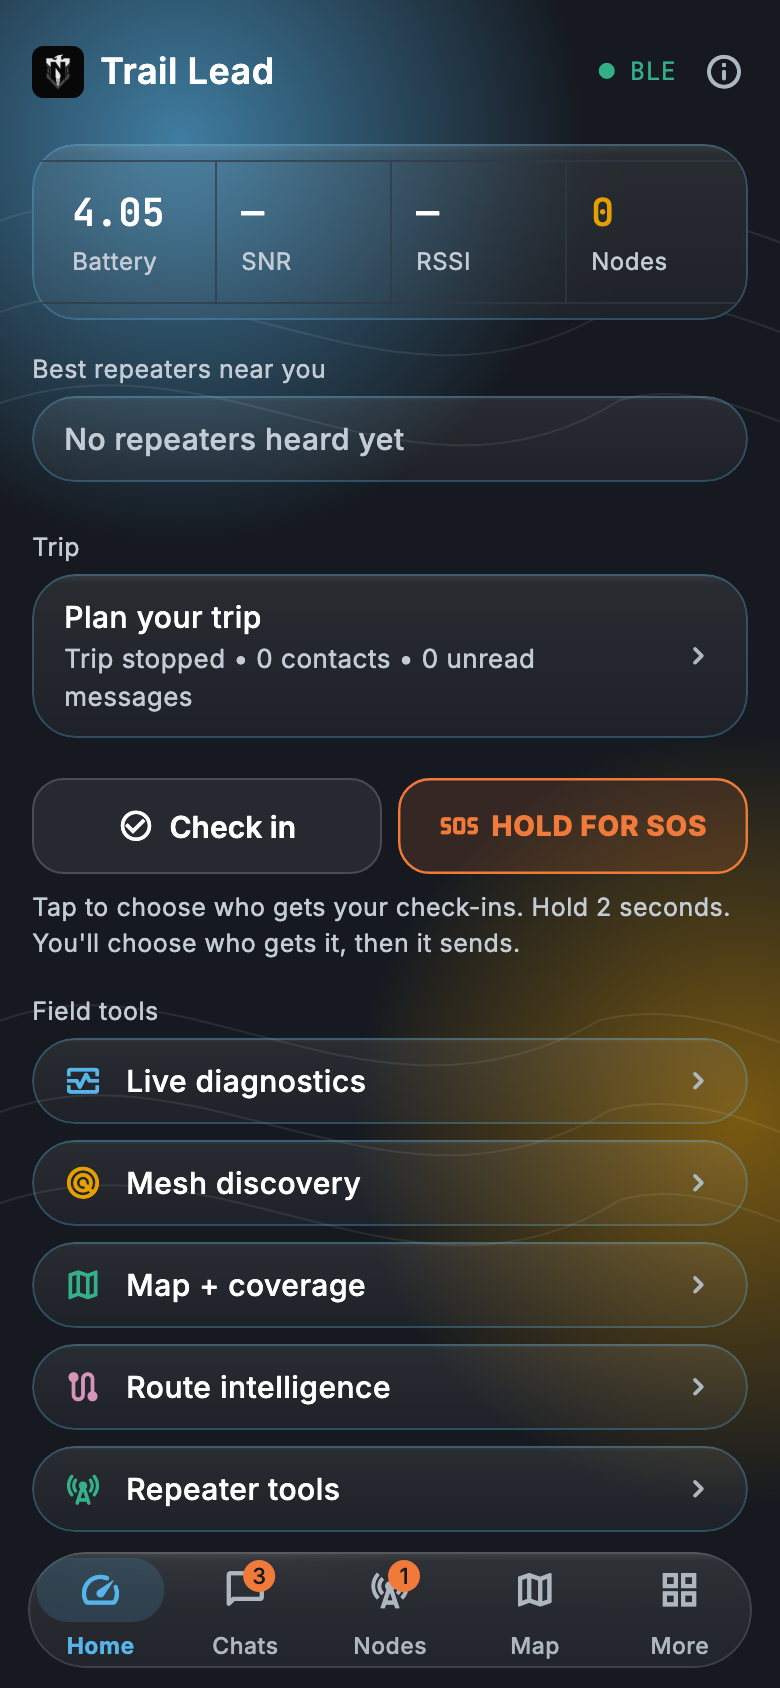 Trail Lead
BLE
4.05
Battery
–
SNR
–
RSSI
0
Nodes
Best repeaters near you
No repeaters heard yet
Trip
Plan your trip
Trip stopped • 0 contacts • 0 unread
messages
Check in
SOS HOLD FOR SOS
Tap to choose who gets your check-ins. Hold 2 seconds.
You'll choose who gets it, then it sends.
Field tools
Live diagnostics
Mesh discovery
Map + coverage
Route intelligence
Repeater tools
Home
3
Chats
1
Nodes
Map
More